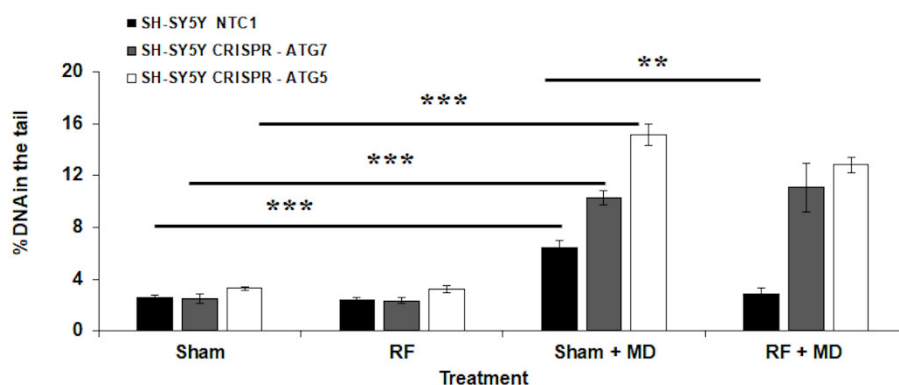 SH-SY5Y NTC1
SH-SY5Y CRISPR - ATG7
SH-SY5Y CRISPR - ATG5
**
***
***
***
20
16
12
8
4
0
% DNA in the tail
Sham
RF
Sham + MD
RF + MD
Treatment